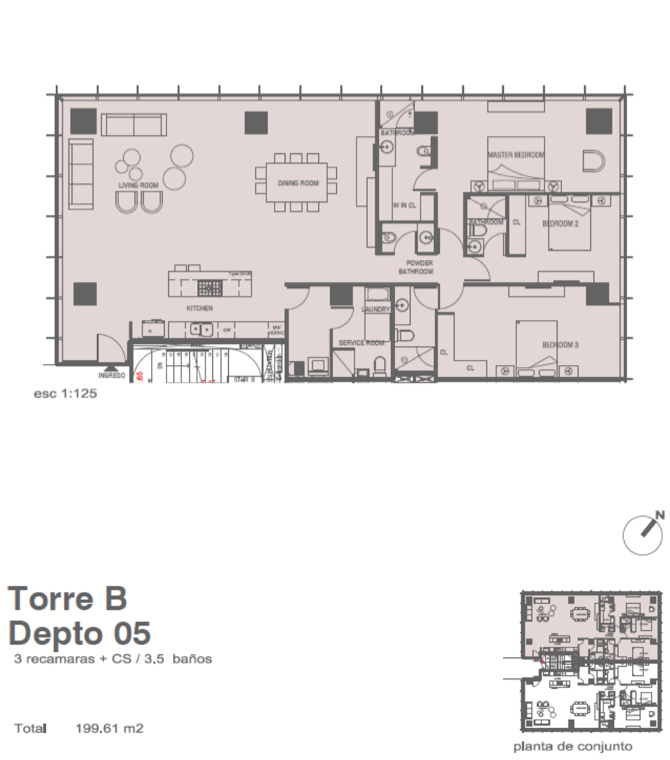 BATHROOM
MASTER BEDROOM
LIVING ROOM
DINING ROOM
W IN CL
BATHROOM
CL
BEDROOM 2
POWDER
BATHROOM
KITCHEN
LAUNDRY
SERVICE ROOM
BEDROOM 3
CL
CL
DN
STAIR B
INGRESO
esc 1:125
N
Torre B
Depto 05
3 recamaras + CS / 3.5 baños
Total 199.61 m2
planta de conjunto